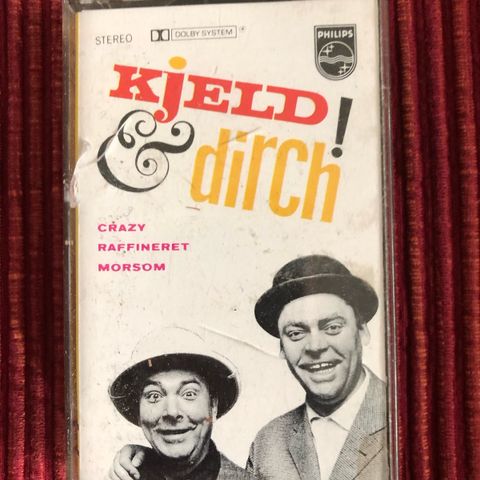 STEREO DOLBY SYSTEM
PHILIPS
Kjeld!
& dirch
CRAZY
RAFFINERET
MORSOM